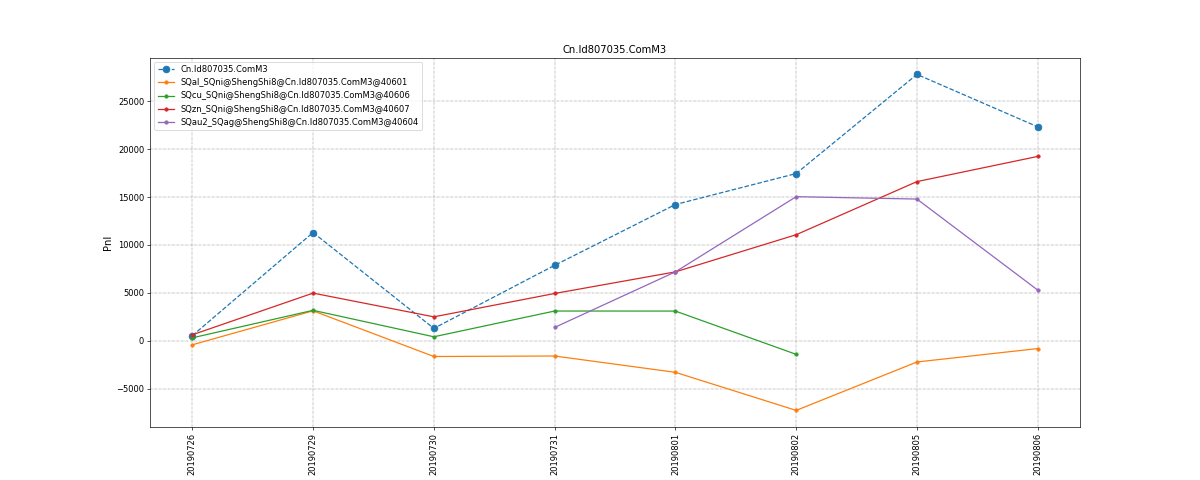 Cn.Id807035.ComM3
Cn.Id807035.ComM3
SQal_SQni@ShengShi8@Cn.Id807035.ComM3@40601
SQcu_SQni@ShengShi8@Cn.Id807035.ComM3@40606
SQzn_SQni@ShengShi8@Cn.Id807035.ComM3@40607
SQau2_SQag@ShengShi8@Cn.Id807035.ComM3@40604
25000
20000
15000
10000
5000
0
−5000
Pnl
20190726
20190729
20190730
20190731
20190801
20190802
20190805
20190806